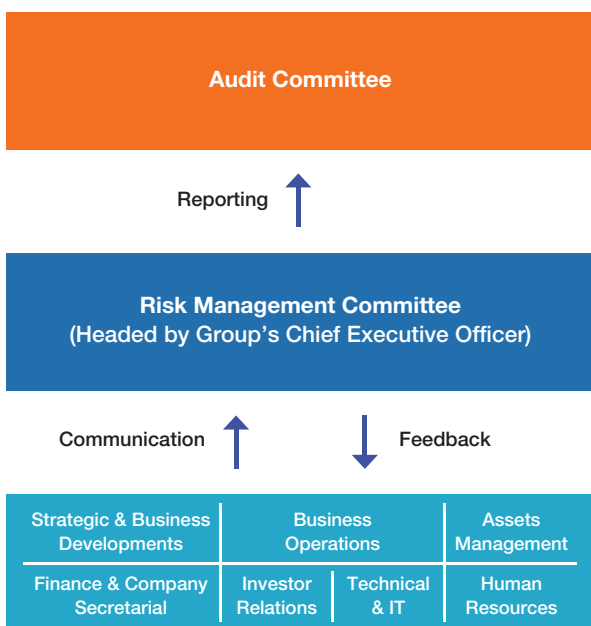 Audit Committee
Reporting
Risk Management Committee
(Headed by Group's Chief Executive Officer)
Communication
Feedback
Strategic & Business
Developments
Business
Operations
Assets
Management
Finance & Company
Secretarial
Investor
Relations
Technical
& IT
Human
Resources